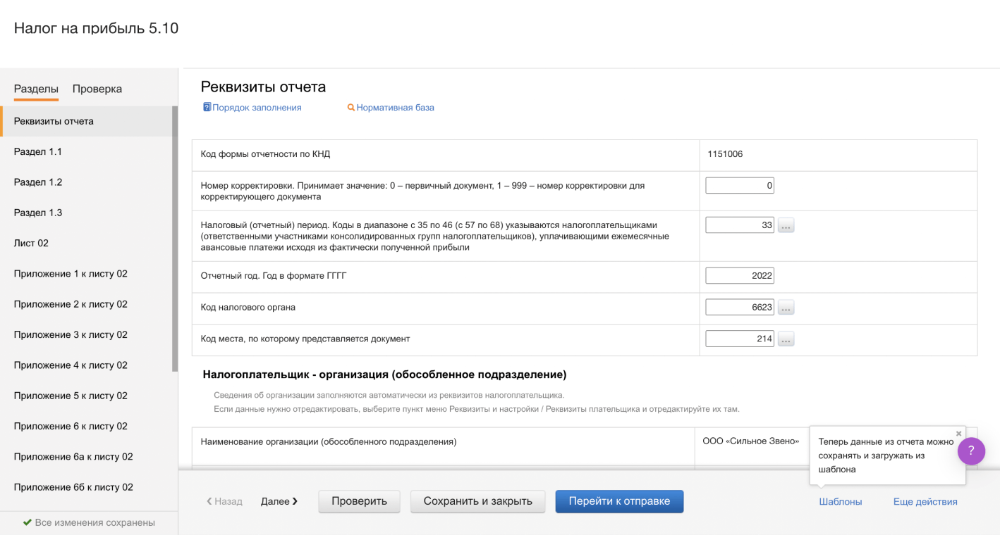 Налог на прибыль 5.10
Разделы Проверка
Реквизиты отчета
Раздел 1.1
Раздел 1.2
Раздел 1.3
Лист 02
Приложение 1 к листу 02
Приложение 2 к листу 02
Приложение 3 к листу 02
Приложение 4 к листу 02
Приложение 5 к листу 02
Приложение 6 к листу 02
Приложение 6а к листу 02
Приложение 6б к листу 02
Все изменения сохранены
Реквизиты отчета
Порядок заполнения Нормативная база
Код формы отчетности по КНД 1151006
Номер корректировки. Принимает значение: 0 – первичный документ, 1 – 999 – номер корректировки для
корректирующего документа
0
Налоговый (отчетный) период. Коды в диапазоне с 35 по 46 (с 57 по 68) указываются налогоплательщиками
(ответственными участниками консолидированных групп налогоплательщиков), уплачивающими ежемесячные
авансовые платежи исходя из фактически полученной прибыли
33 ...
Отчетный год. Год в формате ГГГГ 2022
Код налогового органа 6623 ...
Код места, по которому представляется документ 214 ...
Налогоплательщик - организация (обособленное подразделение)
Сведения об организации заполняются автоматически из реквизитов налогоплательщика.
Если данные нужно отредактировать, выберите пункт меню Реквизиты и настройки / Реквизиты плательщика и отредактируйте их там.
Наименование организации (обособленного подразделения) ООО «Сильное Звено»
Теперь данные из отчета можно
сохранять и загружать из
шаблона
?
Назад Далее Проверить Сохранить и закрыть Перейти к отправке Шаблоны Еще действия